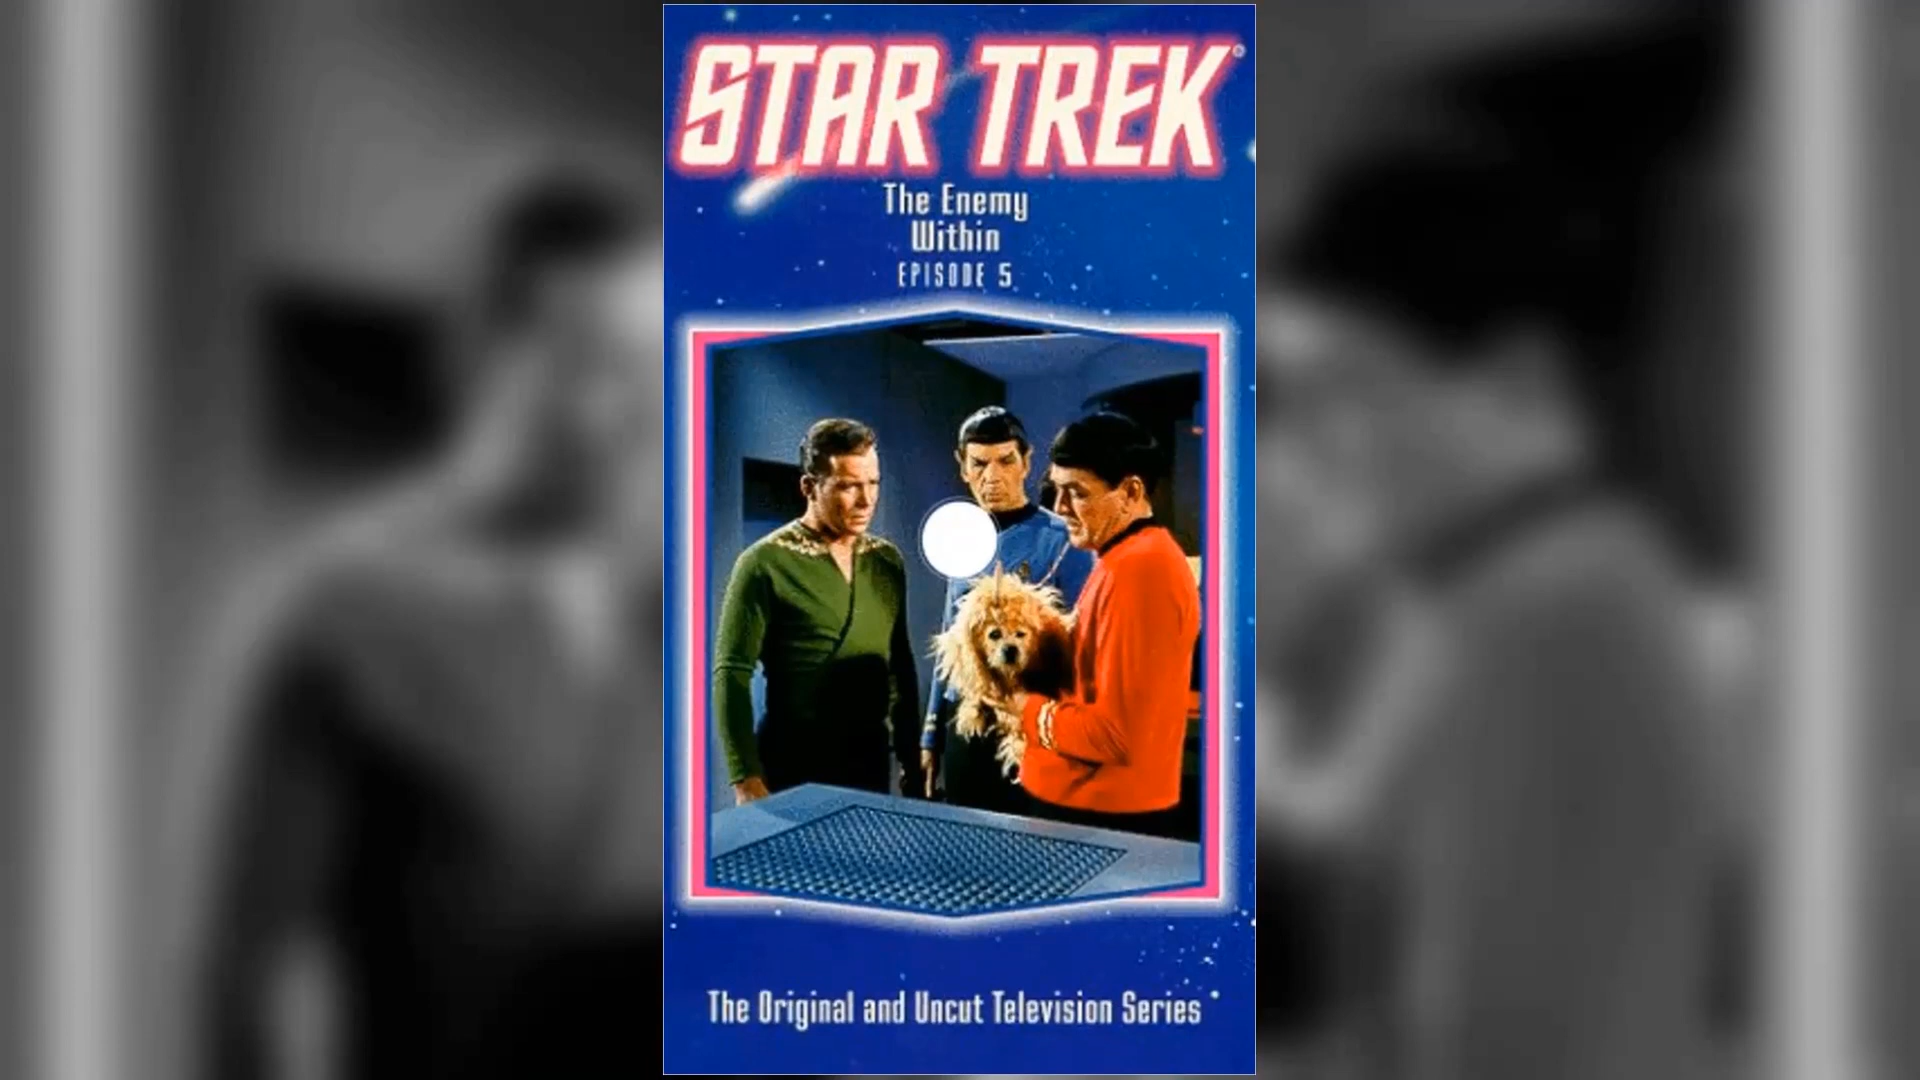 STAR TREK®
The Enemy
Within
EPISODE 5
The Original and Uncut Television Series